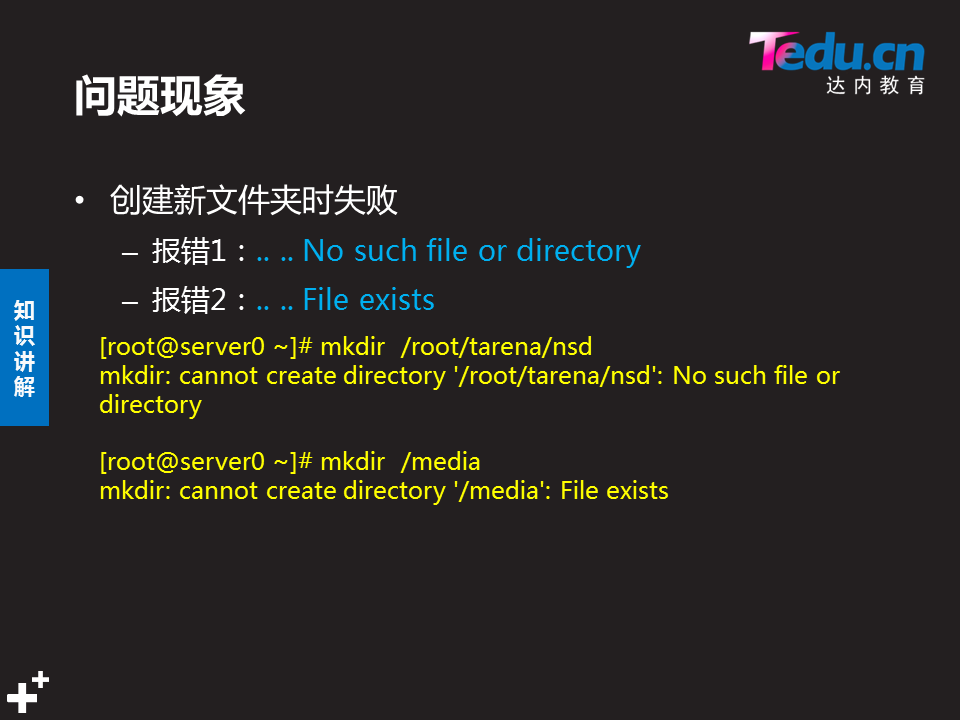 Tedu.cn
达内教育
问题现象
• 创建新文件夹时失败
– 报错1：.. .. No such file or directory
– 报错2：.. .. File exists
知
识
讲
解
[root@server0 ~]# mkdir  /root/tarena/nsd
mkdir: cannot create directory '/root/tarena/nsd': No such file or
directory
[root@server0 ~]# mkdir  /media
mkdir: cannot create directory '/media': File exists